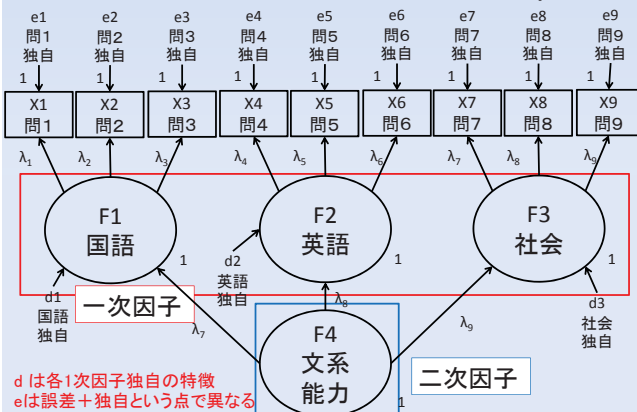 e1 e2 e3 e4 e5 e6 e7 e8 e9
問1 問2 問3 問4 問5 問6 問7 問8 問9
独自 独自 独自 独自 独自 独自 独自 独自 独自
1 1 1 1 1 1 1 1 1
X1 X2 X3 X4 X5 X6 X7 X8 X9
問1 問2 問3 問4 問5 問6 問7 問8 問9
λ1 λ2 λ3 λ4 λ5 λ6 λ7 λ8 λ9
F1 F2 F3
国語 英語 社会
1 1 1
d1 d2 d3
国語 英語 社会
独自 独自 独自
一次因子
λ7 λ8 λ9
F4
文系
能力
1
二次因子
d は各1次因子独自の特徴
eは誤差+独自という点で異なる